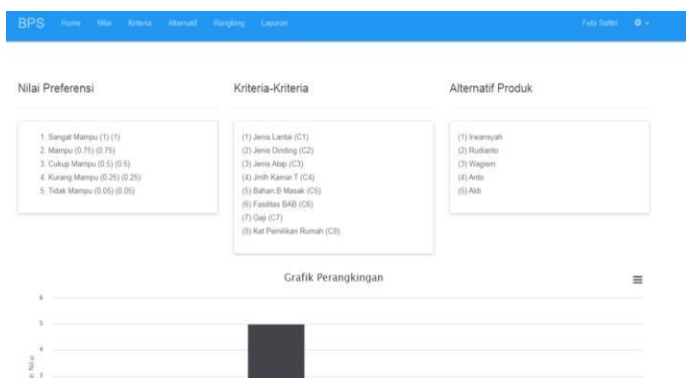 BPS Home Nilai Kriteria Alternatif Rangking Laporan Febi Safitri
Nilai Preferensi
1. Sangat Mampu (1) (1)
2. Mampu (0.75) (0.75)
3. Cukup Mampu (0.5) (0.5)
4. Kurang Mampu (0.25) (0.25)
5. Tidak Mampu (0.05) (0.05)
Kriteria-Kriteria
(1) Jenis Lantai (C1)
(2) Jenis Dinding (C2)
(3) Jenis Atap (C3)
(4) Jmlh Kamar T (C4)
(5) Bahan B Masak (C5)
(6) Fasilitas BAB (C6)
(7) Gaji (C7)
(8) Ket Pemilikan Rumah (C8)
Alternatif Produk
(1) Irwansyah
(2) Rudianto
(3) Wagiem
(4) Anto
(5) Aldi
Grafik Perangkingan
6
5
4
3
Nilai